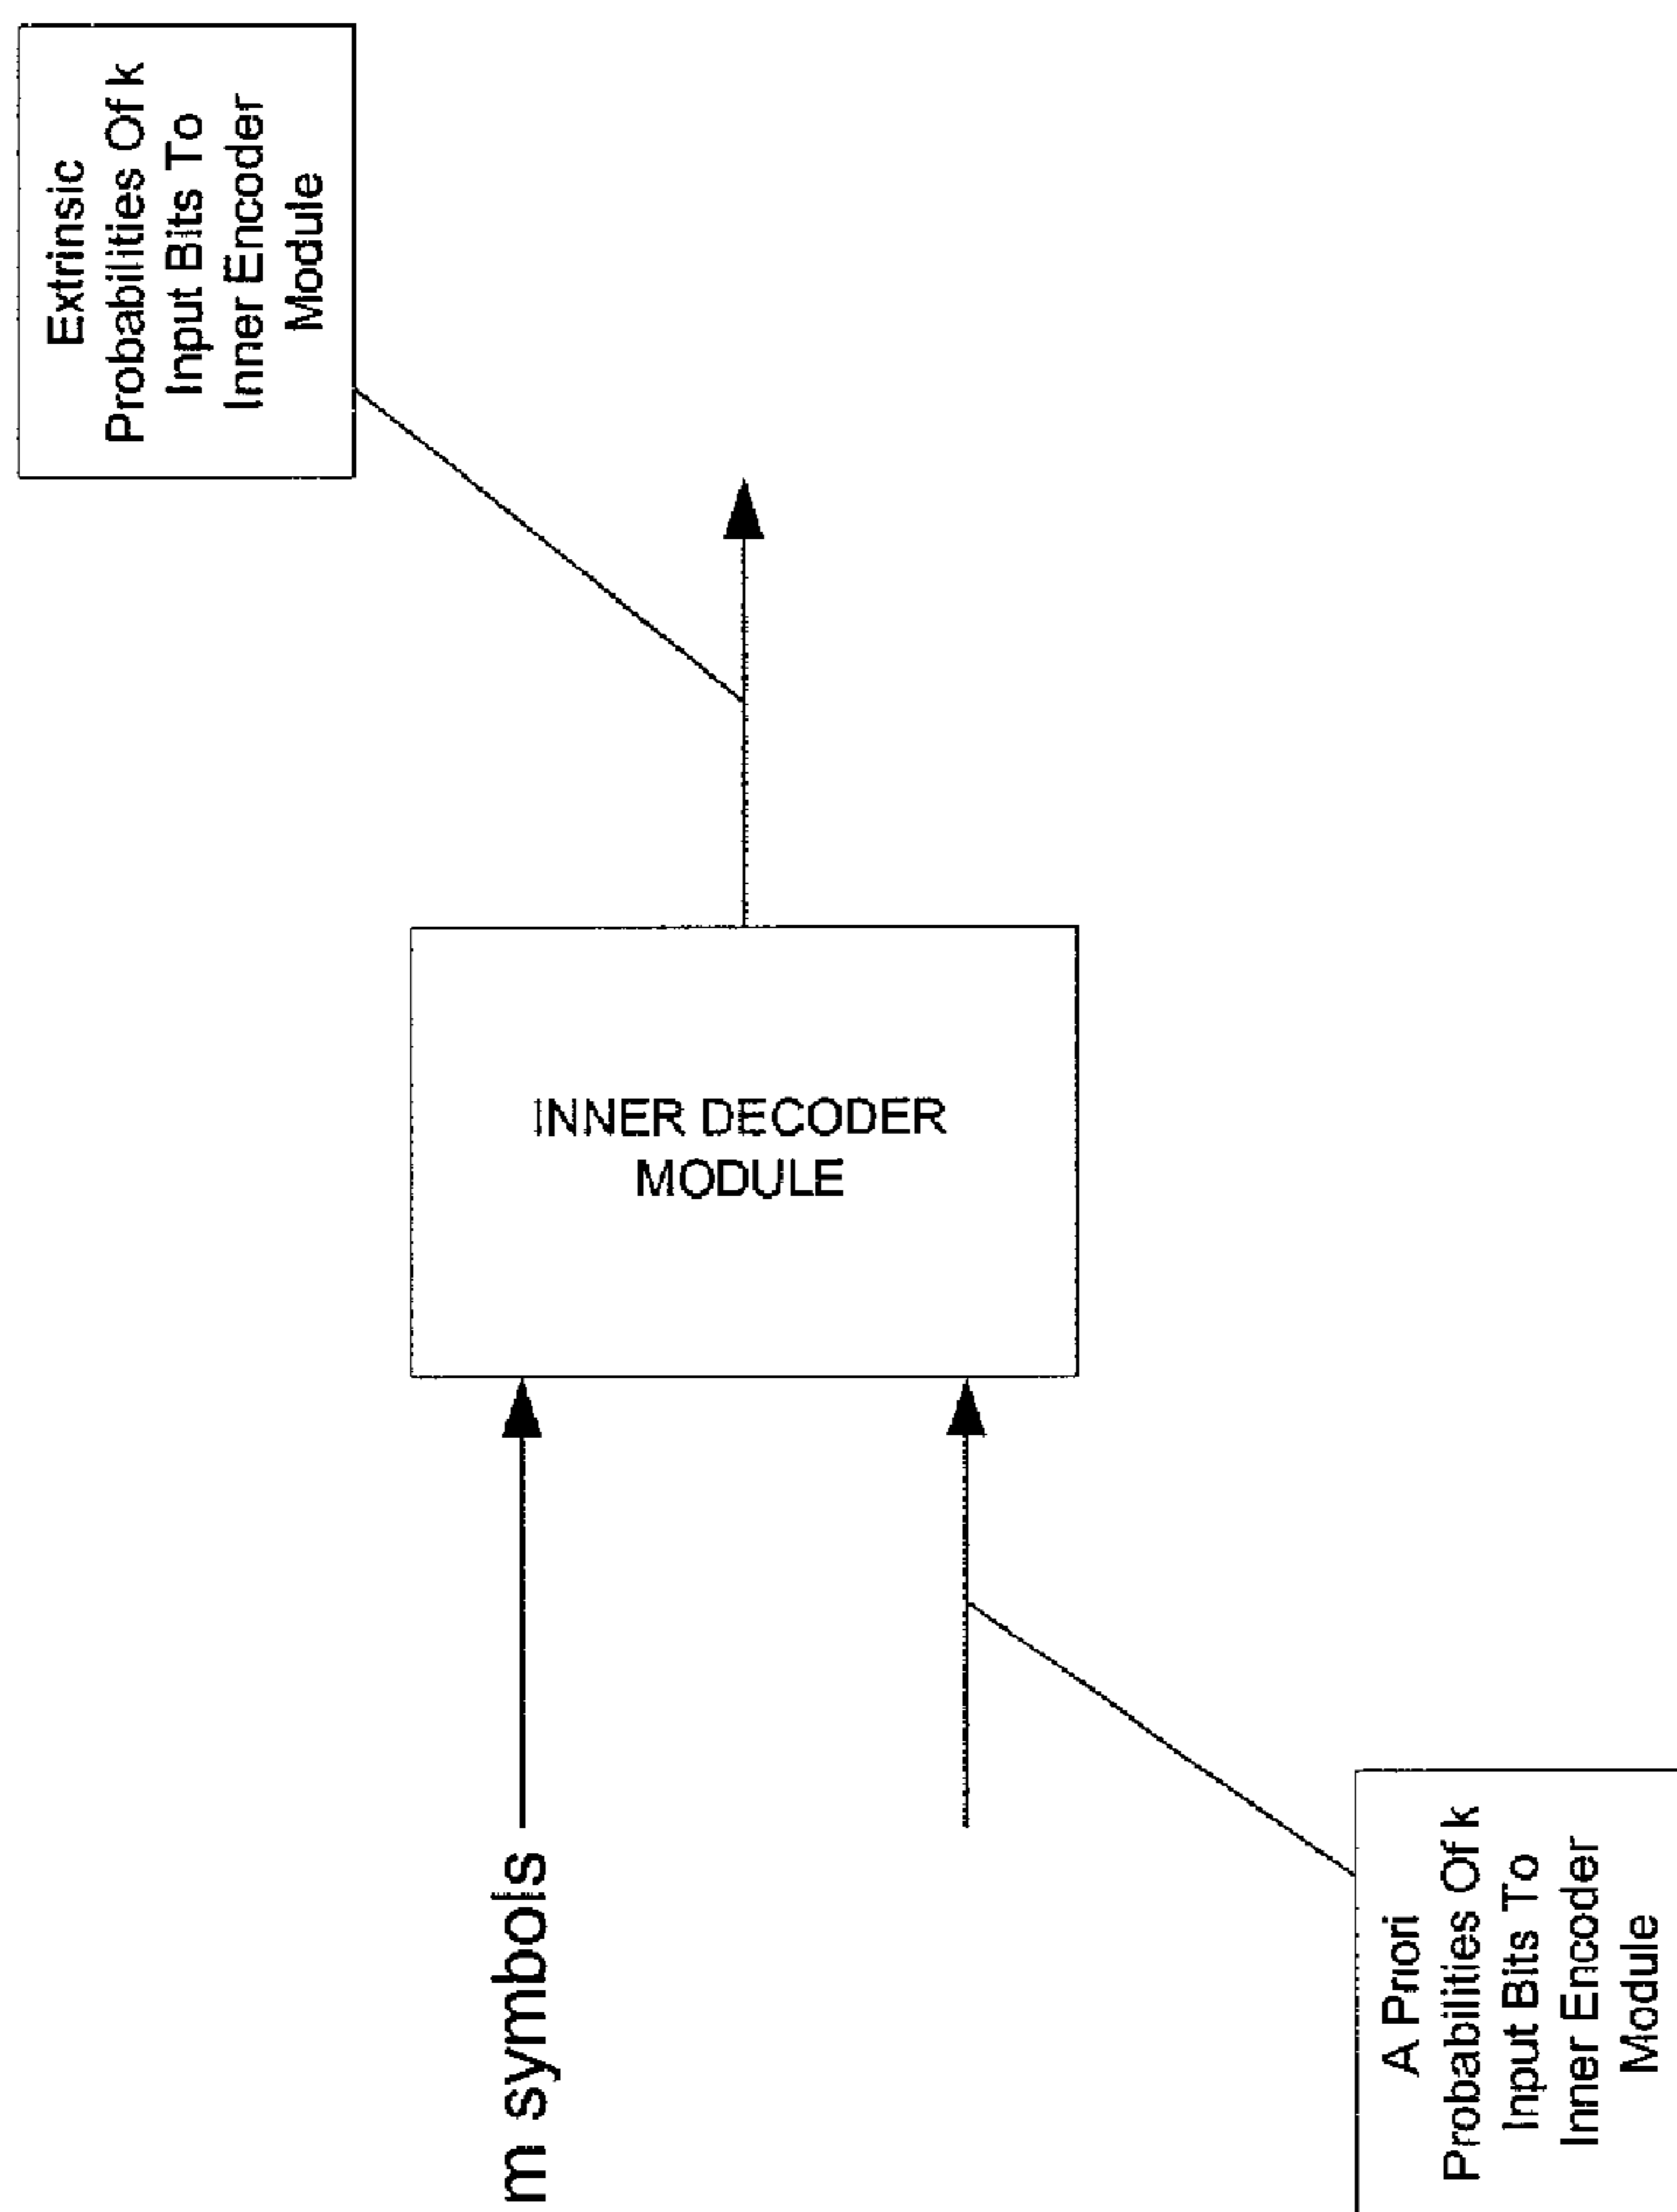 Extrinsic
Probabilities Of k
Input Bits To
Inner Encoder
Module
INNER DECODER
MODULE
m symbols
A Priori
Probabilities Of k
Input Bits To
Inner Encoder
Module